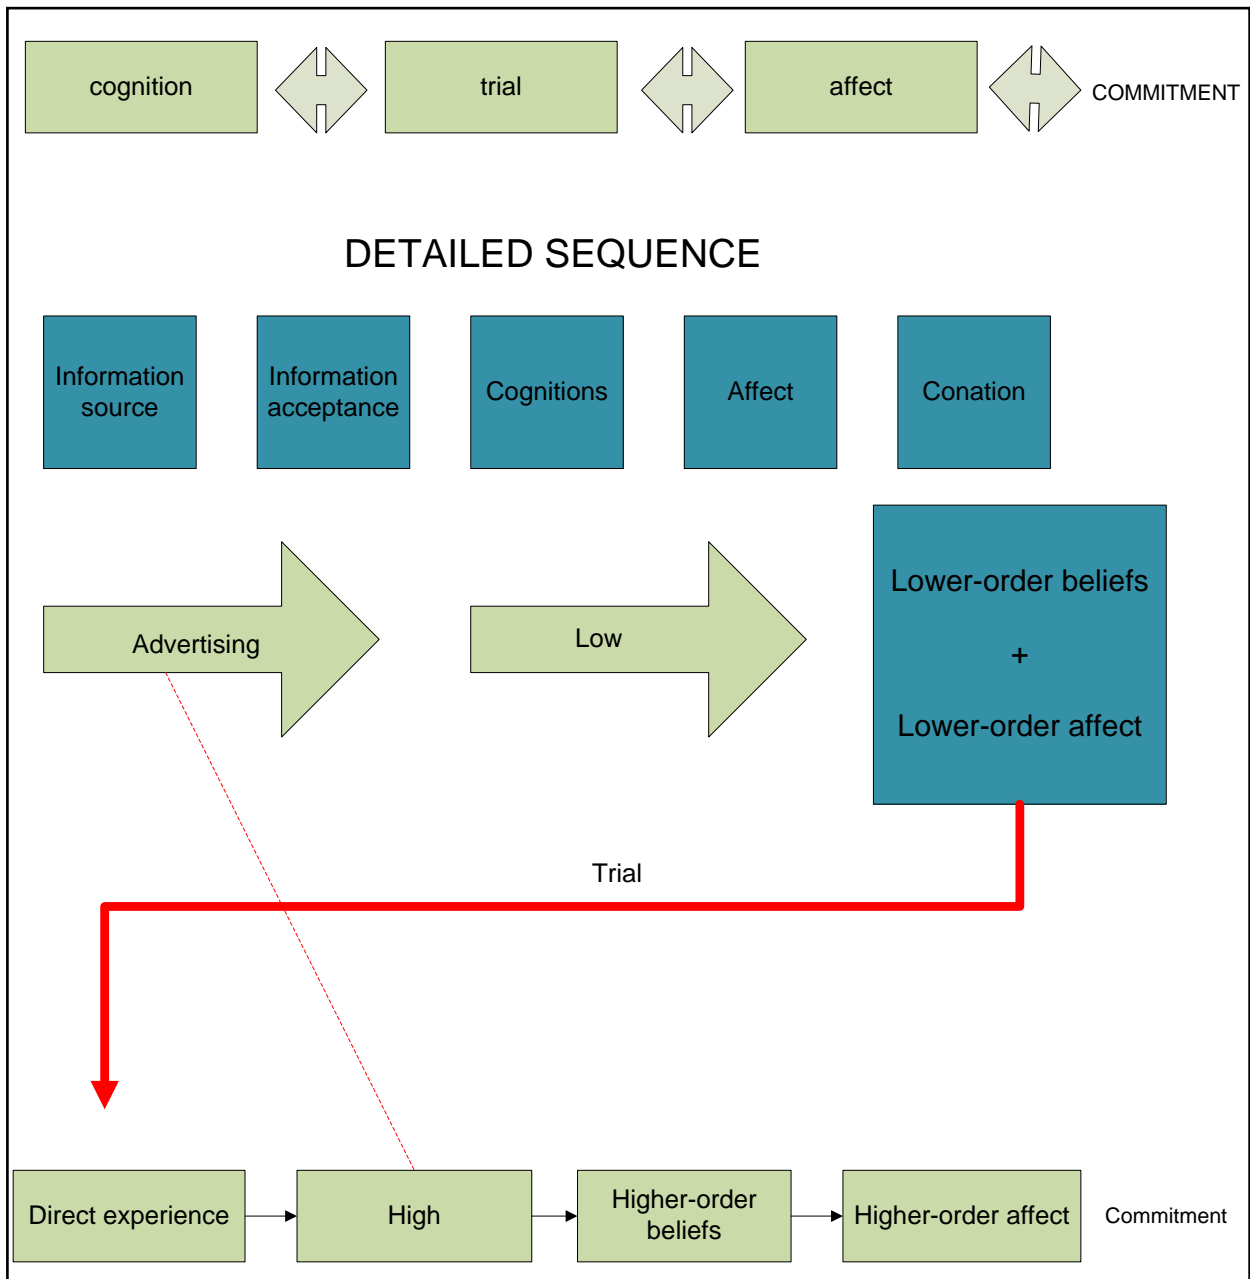 cognition
trial
affect
COMMITMENT
DETAILED SEQUENCE
Information
source
Information
acceptance
Cognitions
Affect
Conation
Advertising
Low
Lower-order beliefs
+
Lower-order affect
Trial
Direct experience
High
Higher-order
beliefs
Higher-order affect
Commitment